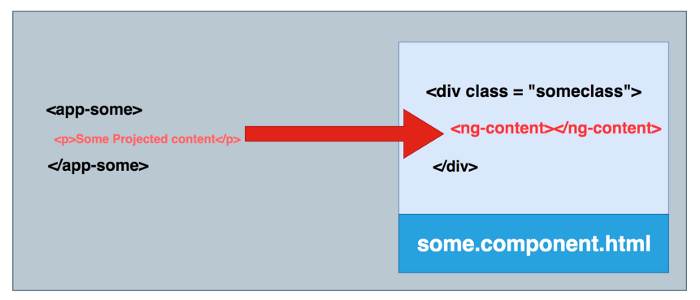 <app-some>
<p>Some Projected content</p>
</app-some>
<div class = "someclass">
<ng-content></ng-content>
</div>
some.component.html